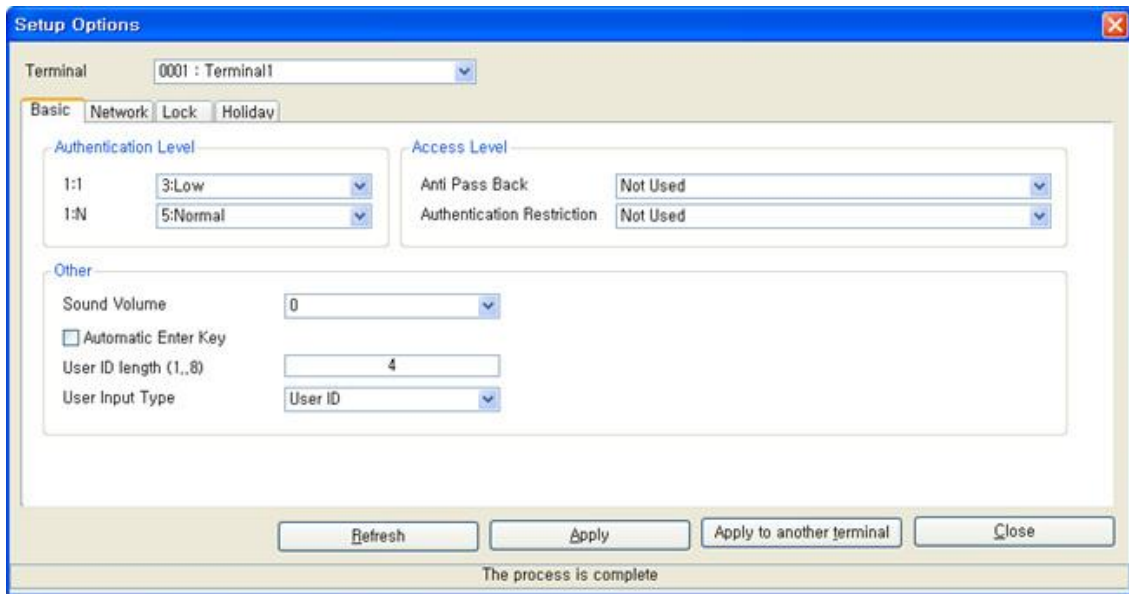 Setup Options
Terminal 0001 : Terminal1
Basic Network Lock Holiday
Authentication Level
1:1 3:Low
1:N 5:Normal
Access Level
Anti Pass Back Not Used
Authentication Restriction Not Used
Other
Sound Volume 0
Automatic Enter Key
User ID length (1,,8) 4
User Input Type User ID
Refresh Apply Apply to another terminal Close
The process is complete